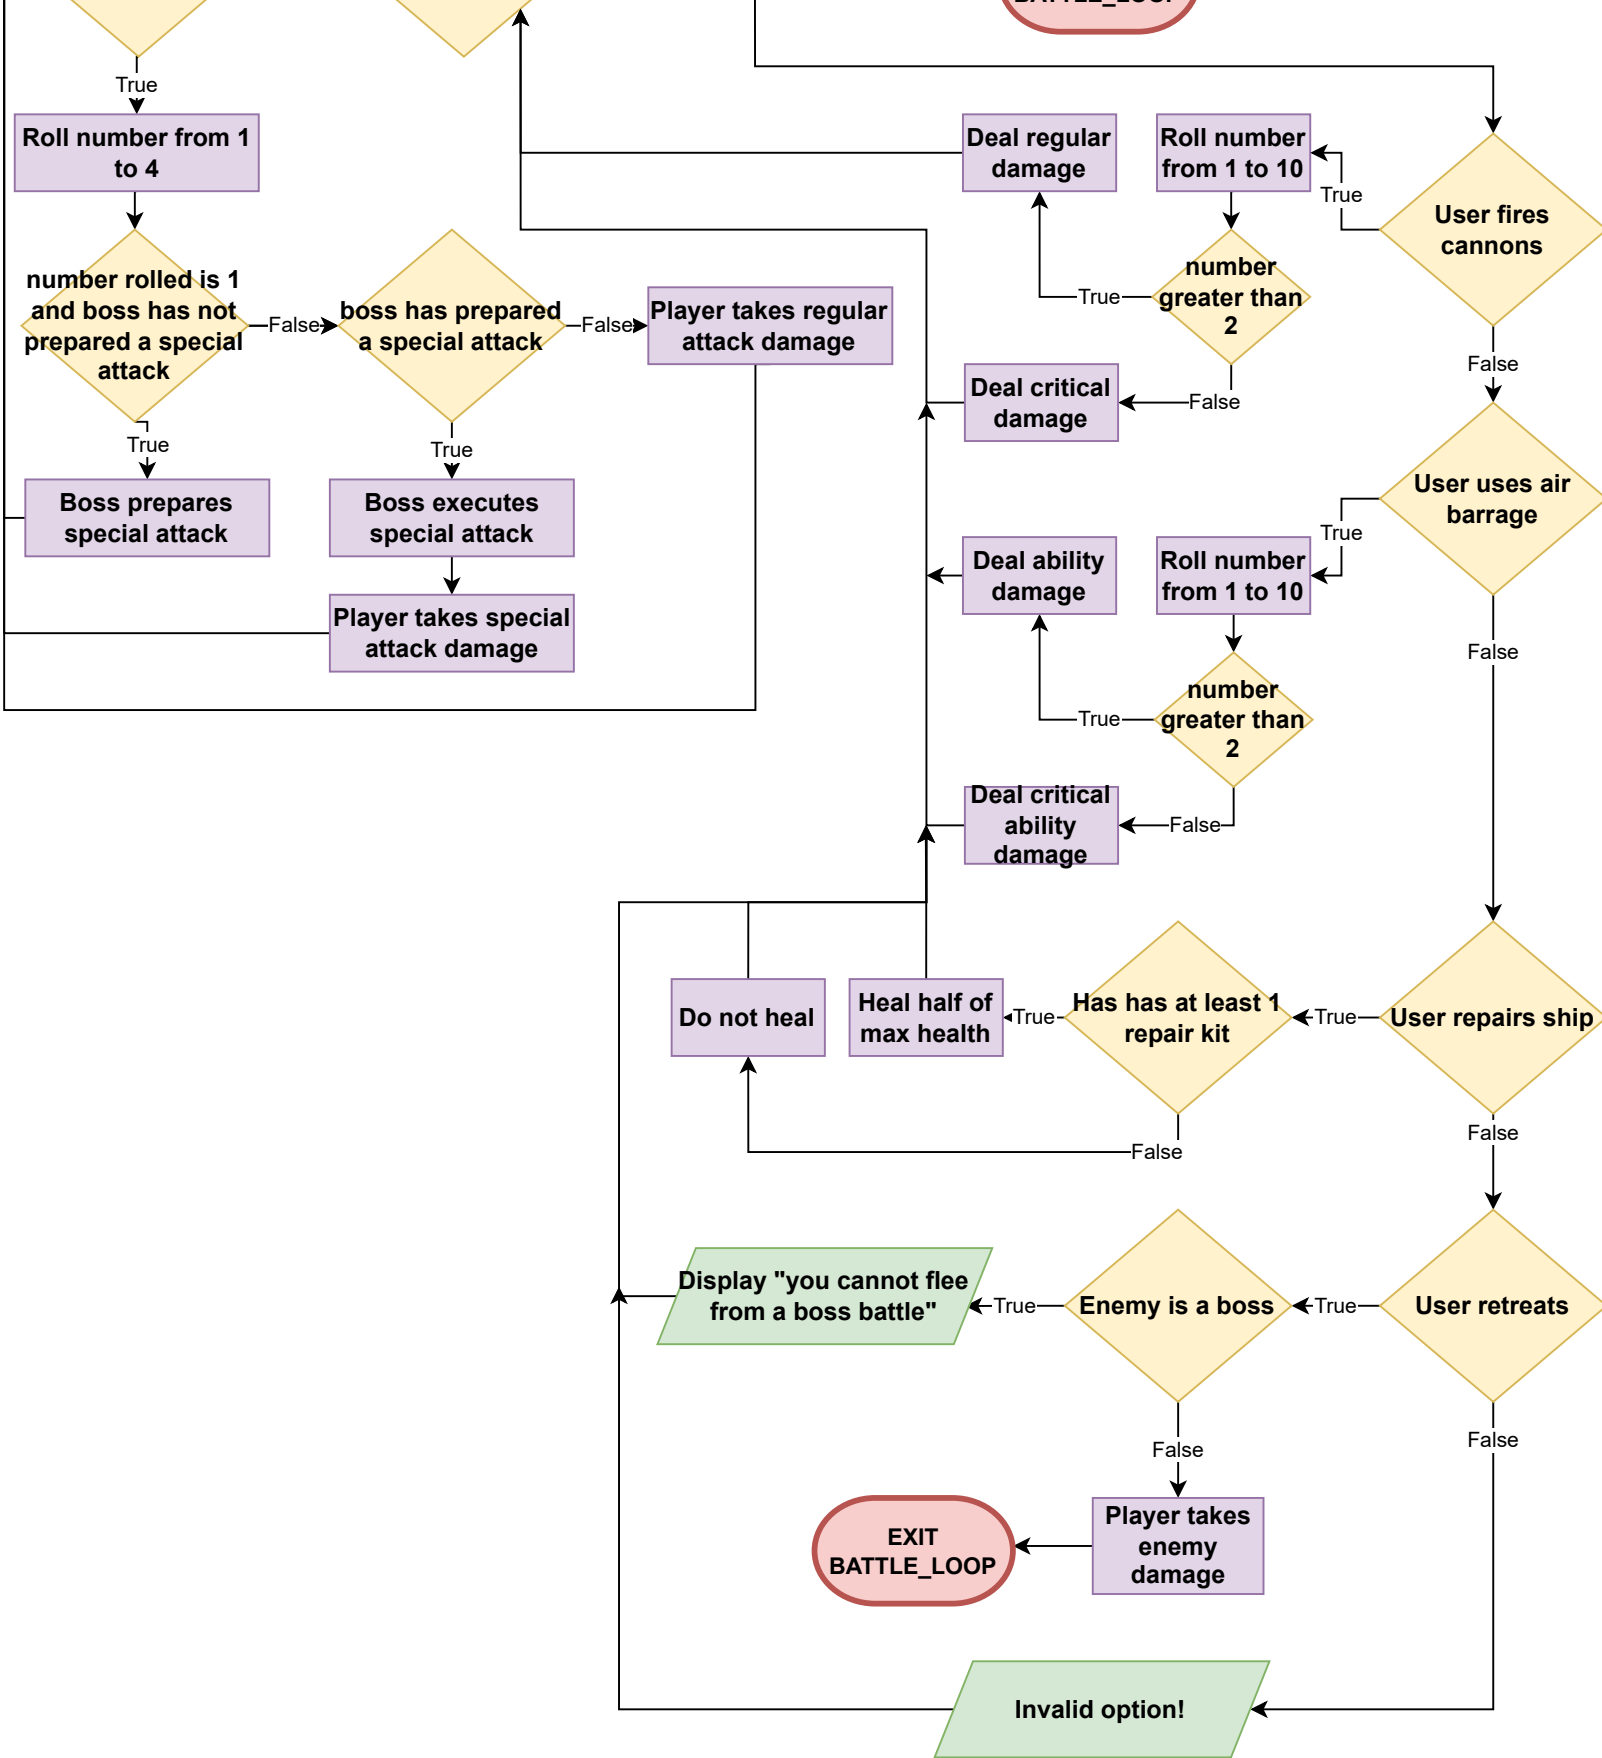 BATTLE_LOOP
True
Roll number from 1
to 4
number rolled is 1
and boss has not
prepared a special
attack
False
boss has prepared
a special attack
False
Player takes regular
attack damage
True
Boss prepares
special attack
True
Boss executes
special attack
Player takes special
attack damage
User fires
cannons
True
Roll number
from 1 to 10
number
greater than
2
True
Deal regular
damage
False
Deal critical
damage
False
User uses air
barrage
True
Roll number
from 1 to 10
number
greater than
2
True
Deal ability
damage
False
Deal critical
ability
damage
False
User repairs ship
True
Has has at least 1
repair kit
True
Heal half of
max health
False
Do not heal
False
User retreats
True
Enemy is a boss
True
Display "you cannot flee
from a boss battle"
False
Player takes
enemy
damage
EXIT
BATTLE_LOOP
False
Invalid option!